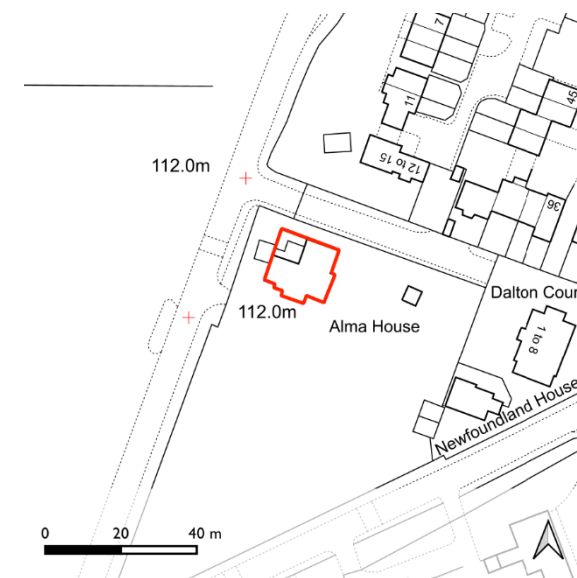 7
45
11
12 to 15
112.0m
36
Dalton Cour
112.0m
Alma House
1 to 8
Newfoundland House
0 20 40 m